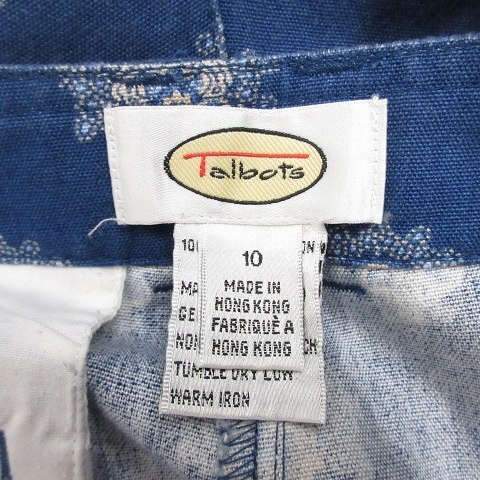 Talbots
10
MADE IN
HONG KONG
FABRIQUÈ A
HONG KONG
TUMBLE DRY LOW
WARM IRON